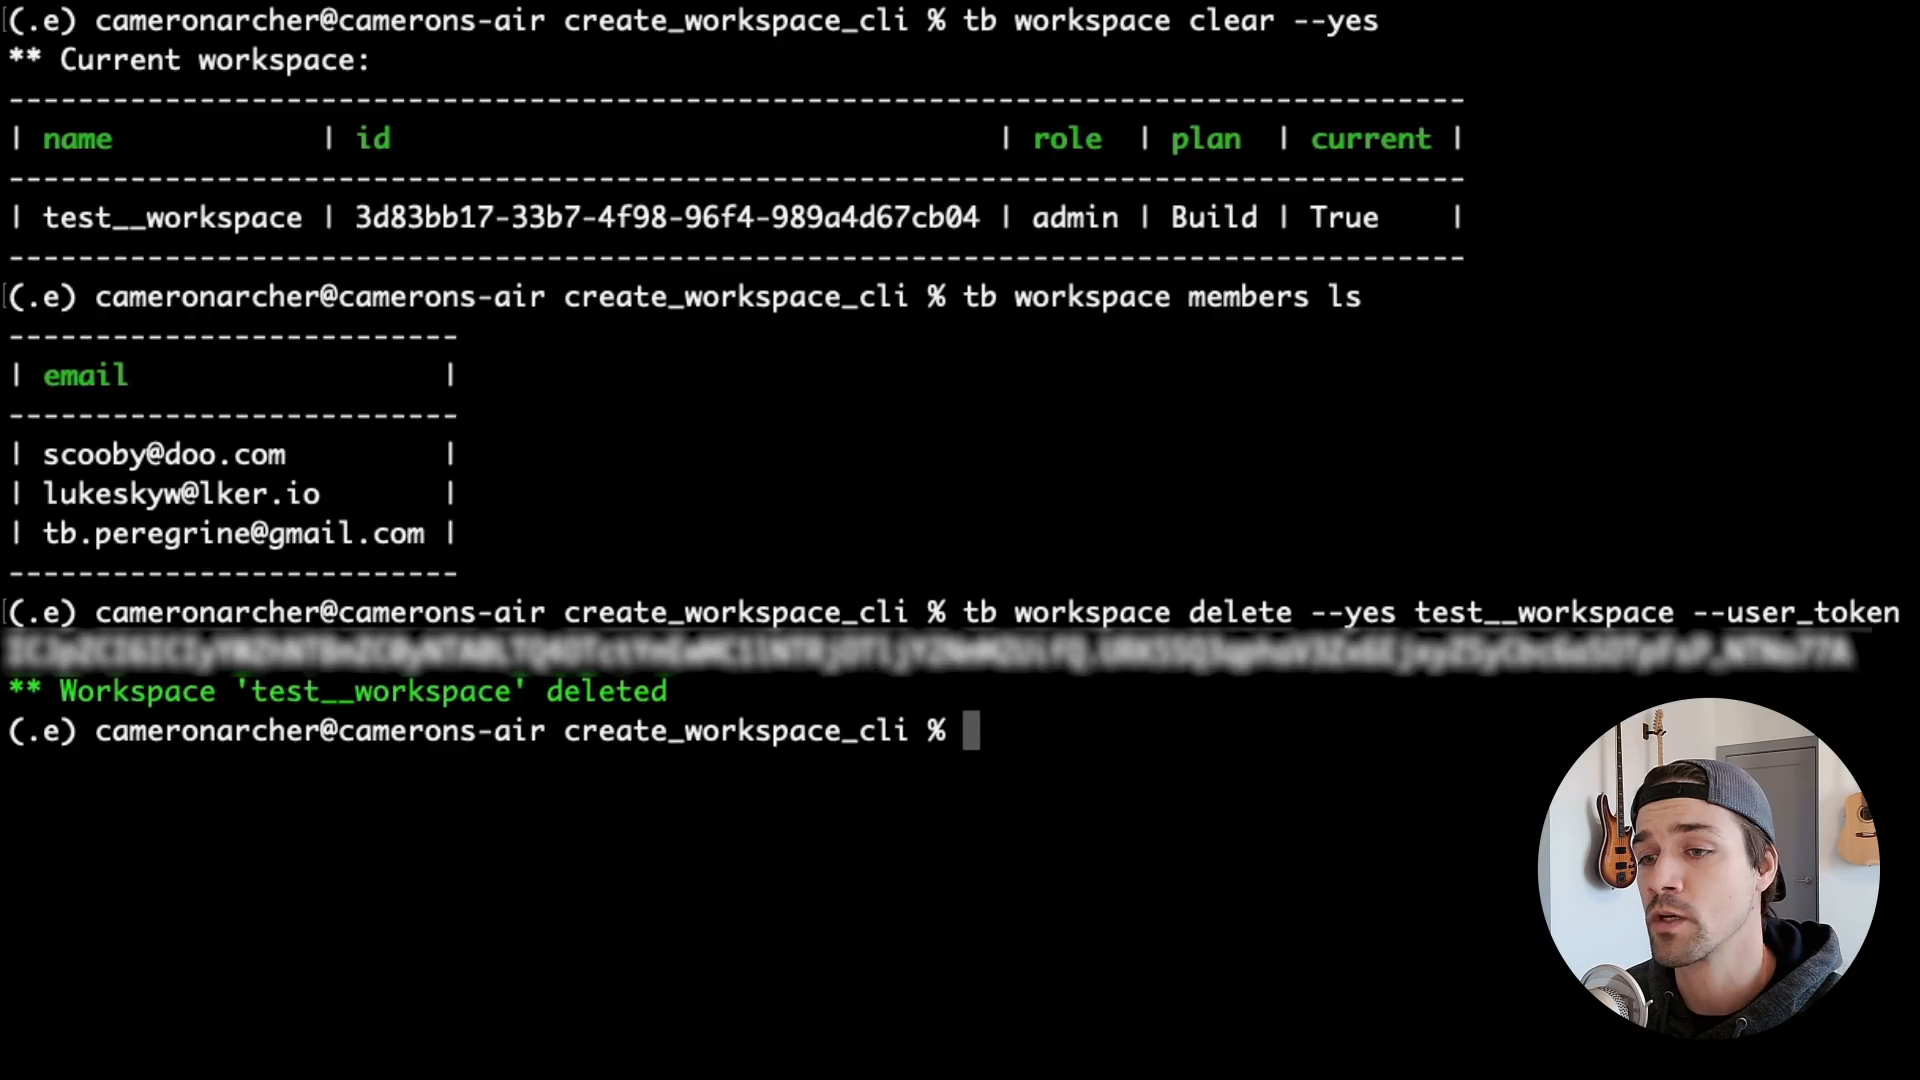 (.e) cameronarcher@camerons-air create_workspace_cli % tb workspace clear --yes
** Current workspace:
| name | id | role | plan | current |
| test__workspace | 3d83bb17-33b7-4f98-96f4-989a4d67cb04 | admin | Build | True |
(.e) cameronarcher@camerons-air create_workspace_cli % tb workspace members ls
| email |
| scooby@doo.com |
| lukeskyw@lker.io |
| tb.peregrine@gmail.com |
(.e) cameronarcher@camerons-air create_workspace_cli % tb workspace delete --yes test__workspace --user_token
** Workspace 'test__workspace' deleted
(.e) cameronarcher@camerons-air create_workspace_cli %